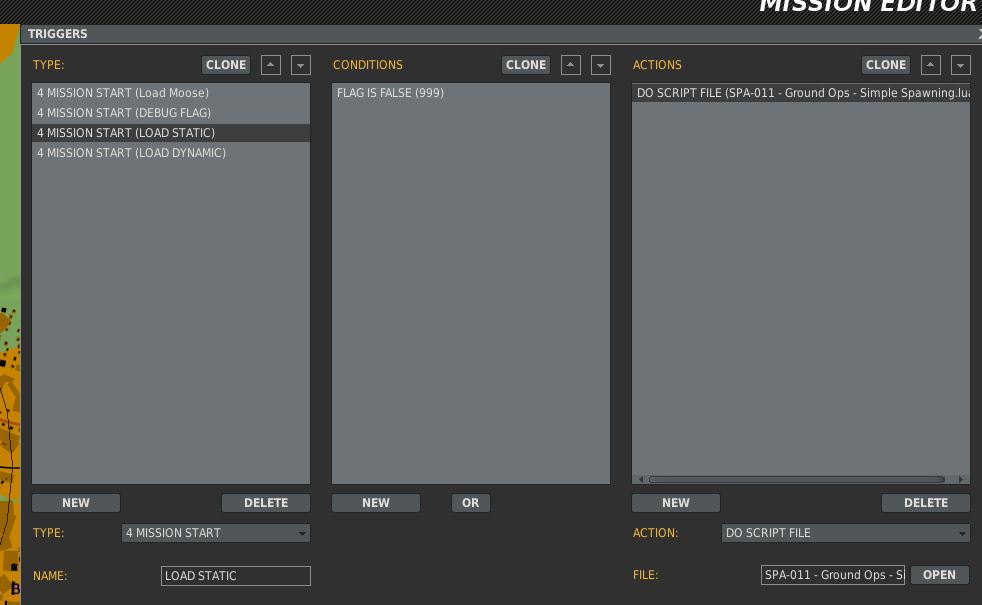 MISSION EDITOR
TRIGGERS
TYPE:
CLONE
CONDITIONS
CLONE
ACTIONS
CLONE
4 MISSION START (Load Moose)
4 MISSION START (DEBUG FLAG)
4 MISSION START (LOAD STATIC)
4 MISSION START (LOAD DYNAMIC)
FLAG IS FALSE (999)
DO SCRIPT FILE (SPA-011 - Ground Ops - Simple Spawning.lua
NEW
DELETE
NEW
OR
NEW
DELETE
TYPE:
4 MISSION START
ACTION:
DO SCRIPT FILE
NAME:
LOAD STATIC
FILE:
SPA-011 - Ground Ops - S
OPEN
B